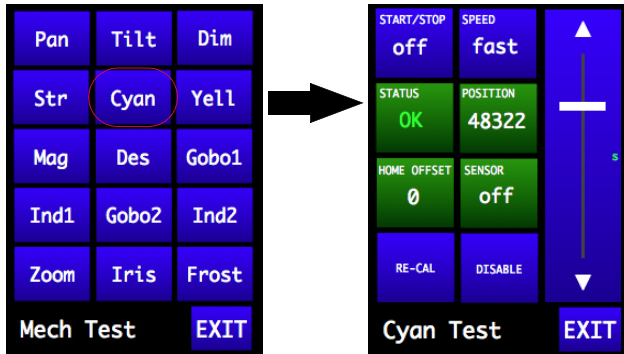 Pan Tilt Dim
Str Cyan Yell
Mag Des Gobo1
Ind1 Gobo2 Ind2
Zoom Iris Frost
Mech Test EXIT
START/STOP SPEED
off fast
STATUS POSITION
OK 48322
s
HOME OFFSET SENSOR
0 off
RE-CAL DISABLE
Cyan Test EXIT